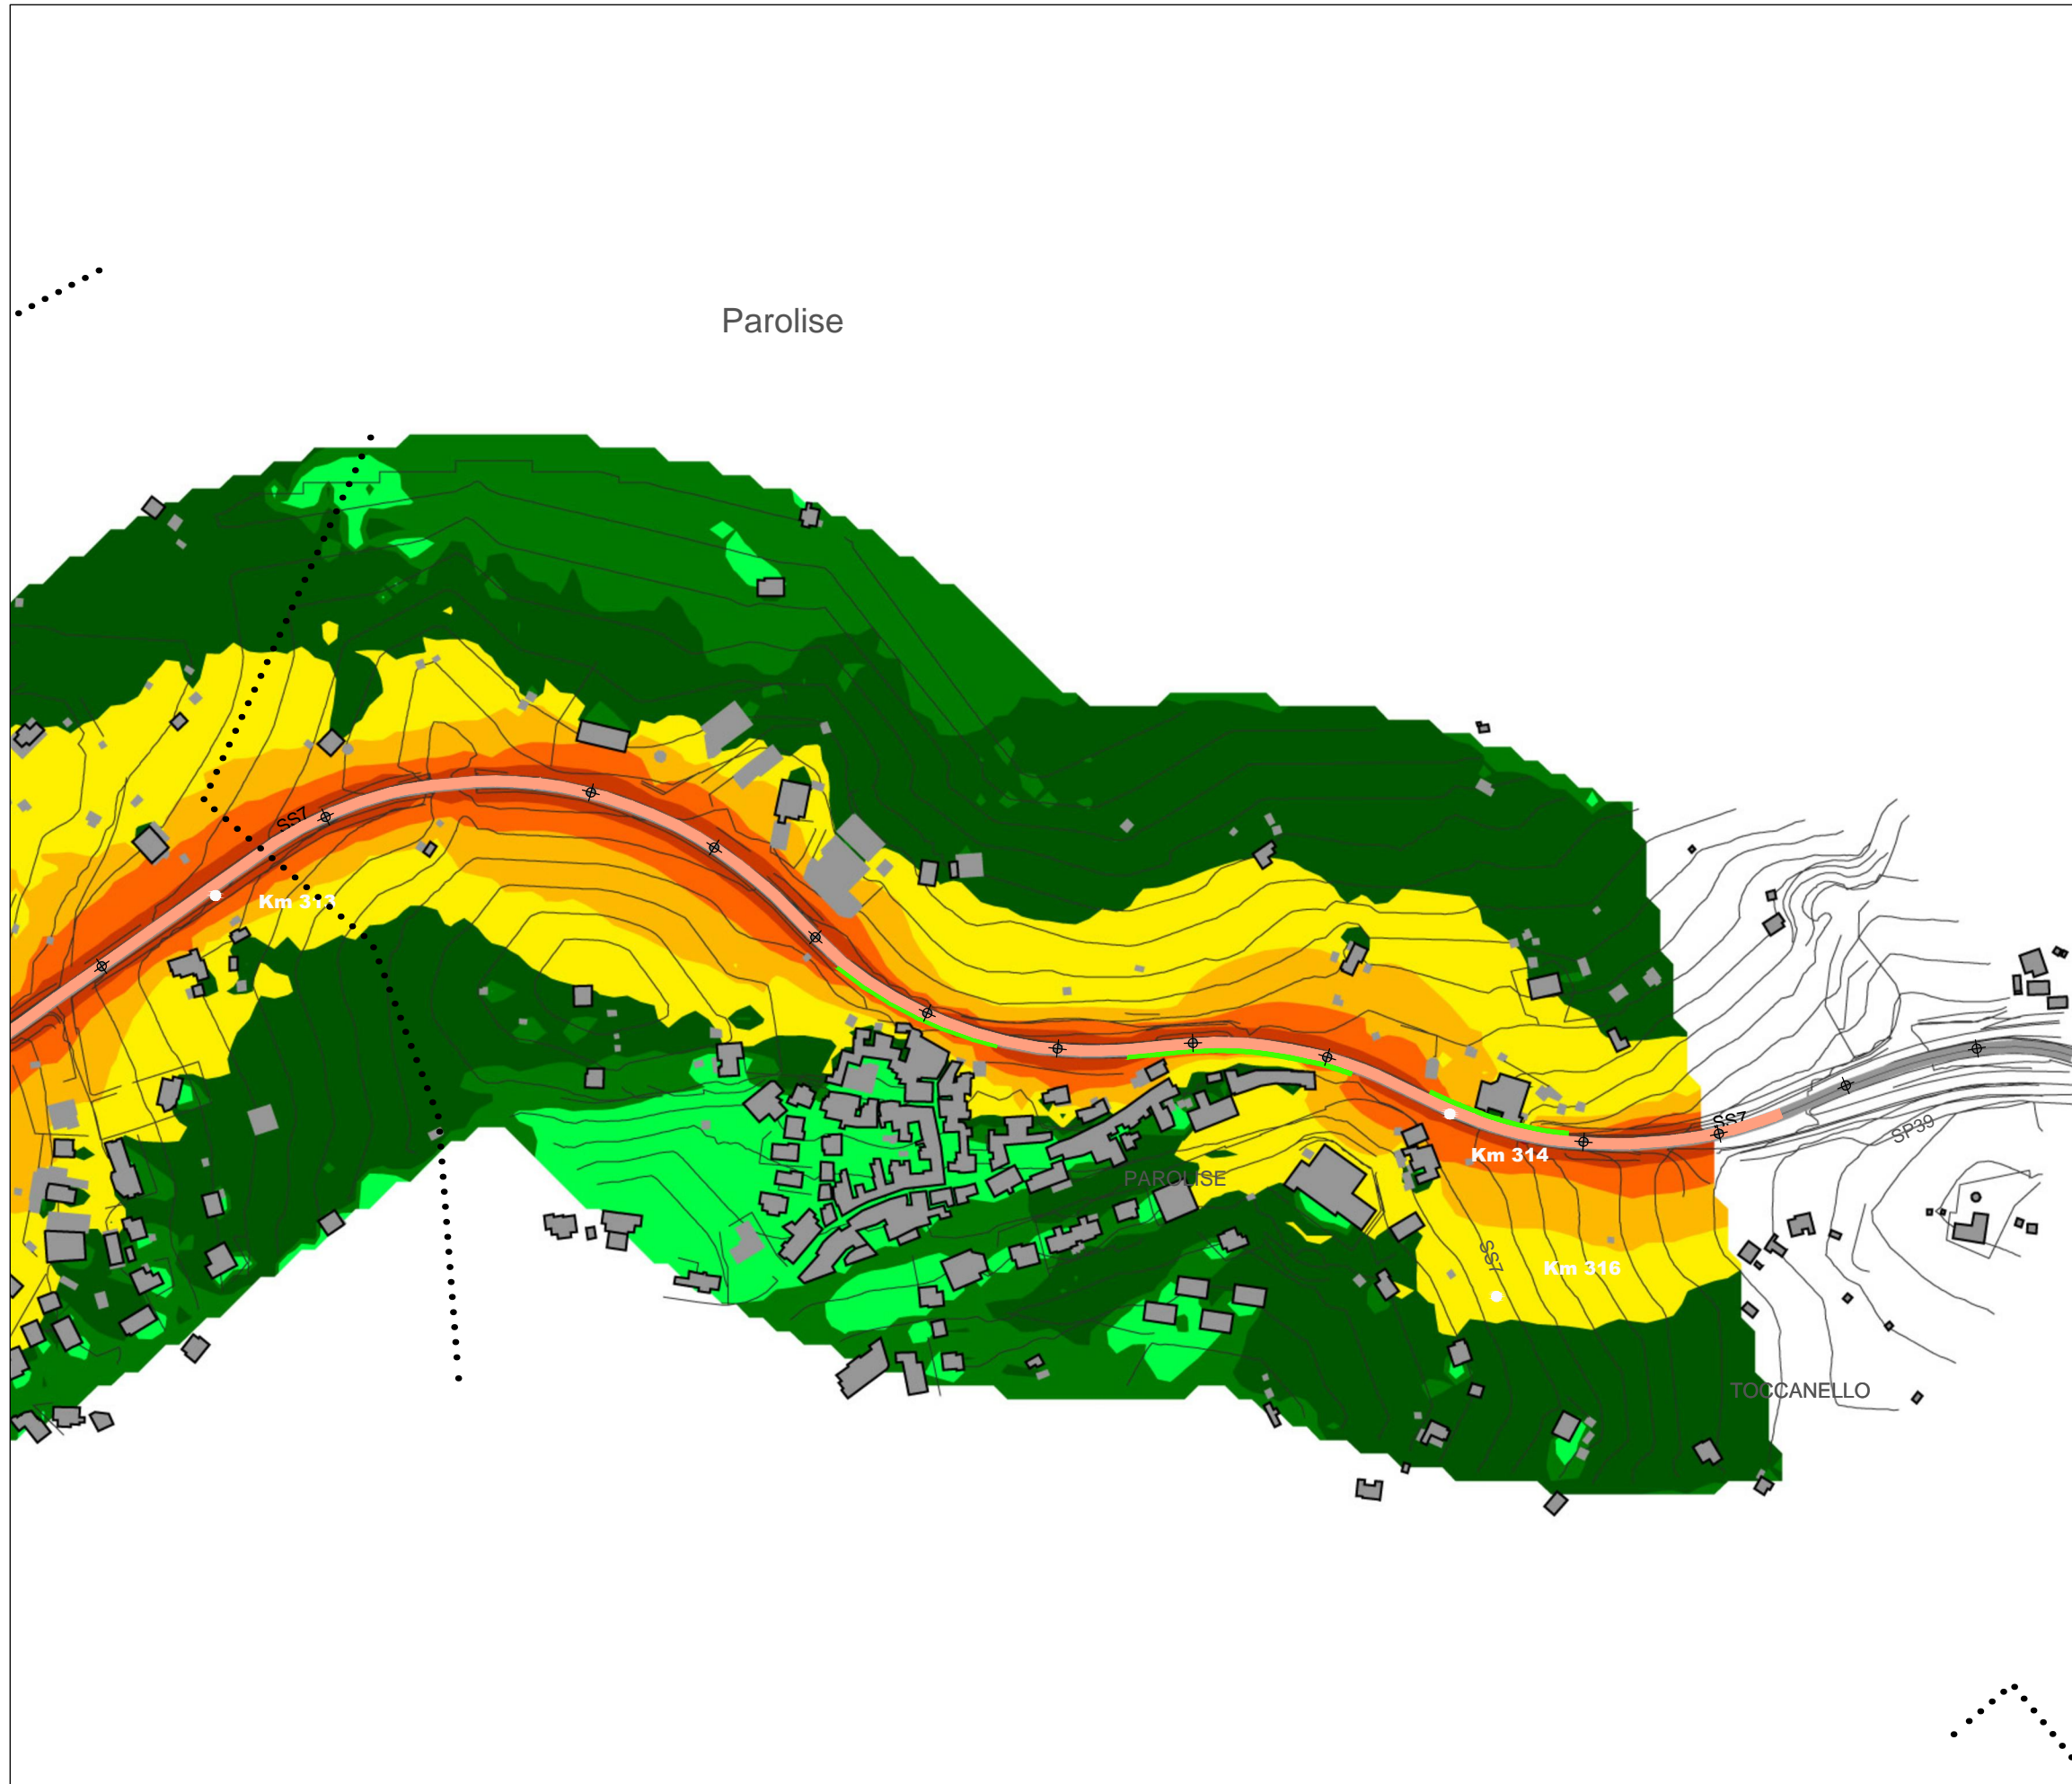 Parolise
SS7
Km 313
SS7
SP39
Km 314
PAROLISE
SS7
Km 316
TOCCANELLO